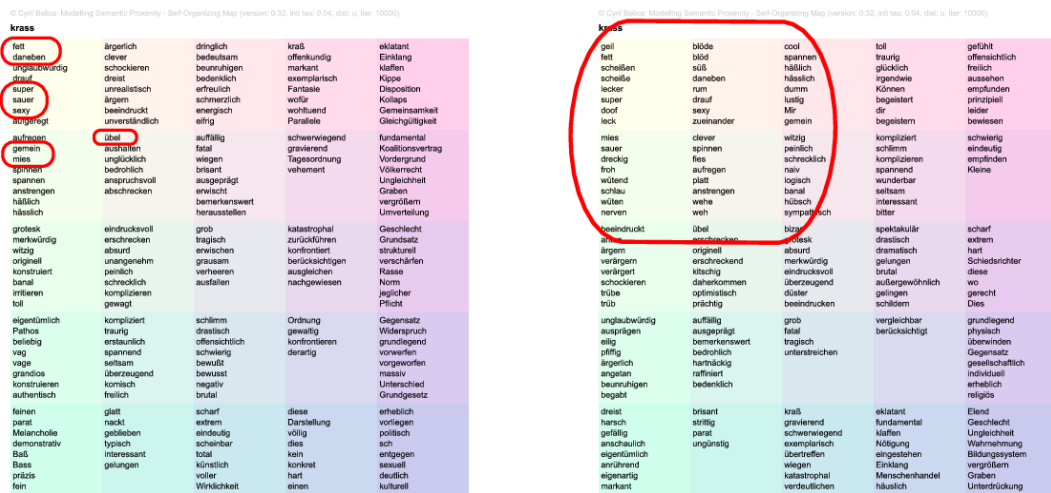 © Cyril Belica: Modelling Semantic Proximity - Self-Organizing Map (version: 0.32, init tau: 0.04, dist: u, iter: 10000)
krass
fett ärgerlich dringlich kraß eklatant
daneben clever bedeutsam offenkundig Einklang
unglaubwürdig schockieren beunruhigen markant klaffen
drauf dreist bedenklich exemplarisch Kippe
super unrealistisch erfreulich Fantasie Disposition
sauer ärgern schmerzlich wofür Kollaps
sexy beeindruckt energisch wohltuend Gemeinsamkeit
aufgeregt unverständlich eifrig Parallele Gleichgültigkeit
aufregen übel auffällig schwerwiegend fundamental
gemein aushalten fatal gravierend Koalitionsvertrag
mies unglücklich wiegen Tagesordnung Vordergrund
spinnen bedrohlich brisant vehement Völkerrecht
spannen anspruchsvoll ausgeprägt Ungleichheit
anstrengen abschrecken erwischt Graben
häßlich bemerkenswert vergrößern
hässlich herausstellen Umverteilung
grotesk eindrucksvoll grob katastrophal Geschlecht
merkwürdig erschrecken tragisch zurückführen Grundsatz
witzig absurd erwischen konfrontiert strukturell
originell unangenehm grausam berücksichtigen verschärfen
konstruiert peinlich verheeren ausgleichen Rasse
banal schrecklich ausfallen nachgewiesen Norm
irritieren komplizieren jeglicher
toll gewagt Pflicht
eigentümlich kompliziert schlimm Ordnung Gegensatz
Pathos traurig drastisch gewaltig Widerspruch
beliebig erstaunlich offensichtlich konfrontieren grundlegend
vag spannend schwierig derartig vorwerfen
vage seltsam bewußt vorgeworfen
grandios überzeugend bewusst massiv
konstruieren komisch negativ Unterschied
authentisch freilich brutal Grundgesetz
feinen glatt scharf diese erheblich
parat nackt extrem Darstellung vorliegen
Melancholie geblieben eindeutig völlig politisch
demonstrativ typisch scheinbar dies sch
Baß interessant total kein entgegen
Bass gelungen künstlich konkret sexuell
präzis voller hart deutlich
fein Wirklichkeit einen kulturell
© Cyril Belica: Modelling Semantic Proximity - Self-Organizing Map (version: 0.32, init tau: 0.04, dist: u, iter: 10000)
krass
geil blöde cool toll gefühlt
fett blöd spannen traurig offensichtlich
scheißen süß häßlich glücklich freilich
scheiße daneben hässlich irgendwie aussehen
lecker rum dumm Können empfunden
super drauf lustig begeistert prinzipiell
doof sexy Mir dir leider
leck zueinander gemein begeistern bewiesen
mies clever witzig kompliziert schwierig
sauer spinnen peinlich schlimm eindeutig
dreckig fies schrecklich komplizieren empfinden
froh aufregen naiv spannend Kleine
wütend platt logisch wunderbar
schlau anstrengen banal seltsam
wüten wehe hübsch interessant
nerven weh sympathisch bitter
beeindruckt übel bizarr spektakulär scharf
erschrecken grotesk drastisch extrem
ärgern originell absurd dramatisch hart
verärgern erschreckend merkwürdig gelungen Schiedsrichter
verärgert kitschig eindrucksvoll brutal diese
schockieren daherkommen überzeugend außergewöhnlich wo
trübe optimistisch düster gelingen gerecht
trüb prächtig beeindrucken schildern Dies
unglaubwürdig auffällig grob vergleichbar grundlegend
ausprägen ausgeprägt fatal berücksichtigt physisch
eilig bemerkenswert tragisch überwinden
pfiffig bedrohlich unterstreichen Gegensatz
ärgerlich hartnäckig gesellschaftlich
angetan raffiniert individuell
beunruhigen bedenklich erheblich
begabt religiös
dreist brisant kraß eklatant Elend
harsch strittig gravierend fundamental Geschlecht
gefällig parat schwerwiegend klaffen Ungleichheit
anschaulich ungünstig exemplarisch Nötigung Wahrnehmung
eigentümlich übertreffen eingestehen Bildungssystem
anrührend wiegen Einklang vergrößern
eigenartig katastrophal Menschenhandel Graben
markant verdeutlichen häuslich Unterdrückung